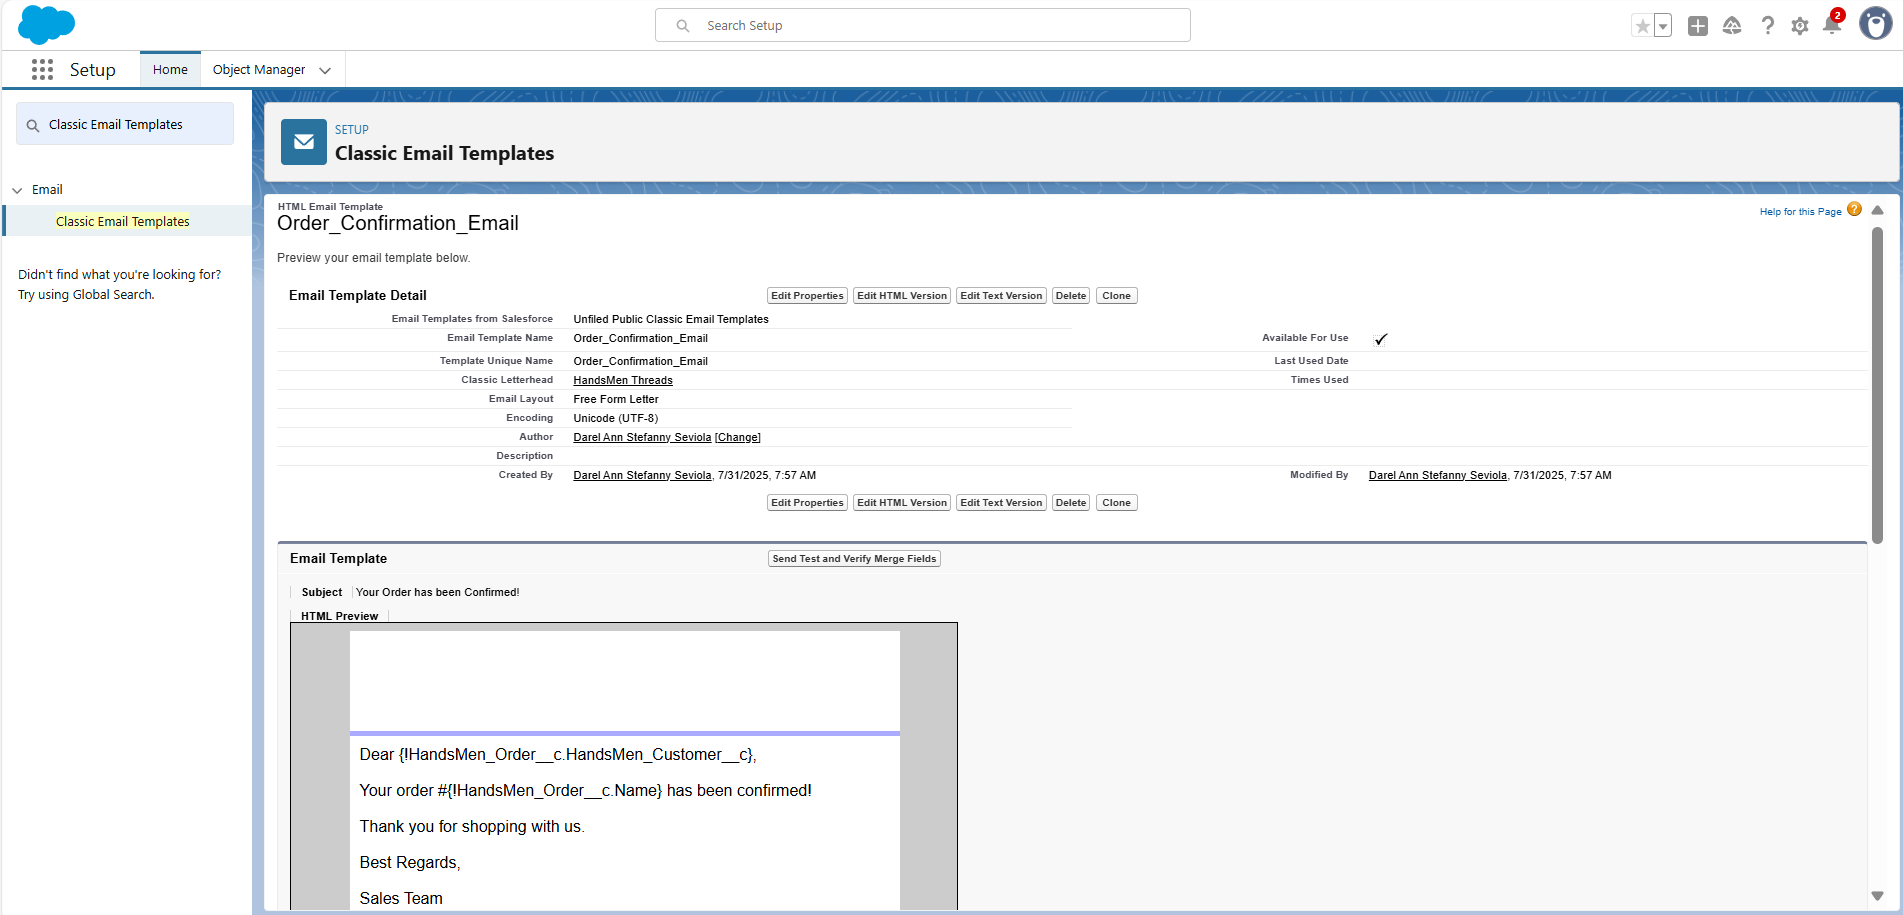 Search Setup
2
Setup
Home
Object Manager
Classic Email Templates
Email
Classic Email Templates
Didn't find what you're looking for?
Try using Global Search.
SETUP
Classic Email Templates
HTML Email Template
Order_Confirmation_Email
Help for this Page ?
Preview your email template below.
Email Template Detail
Edit Properties Edit HTML Version Edit Text Version Delete Clone
Email Templates from Salesforce Unfiled Public Classic Email Templates
Email Template Name Order_Confirmation_Email Available For Use
Template Unique Name Order_Confirmation_Email Last Used Date
Classic Letterhead HandsMen Threads Times Used
Email Layout Free Form Letter
Encoding Unicode (UTF-8)
Author Darel Ann Stefanny Seviola [Change]
Description
Created By Darel Ann Stefanny Seviola, 7/31/2025, 7:57 AM Modified By Darel Ann Stefanny Seviola, 7/31/2025, 7:57 AM
Edit Properties Edit HTML Version Edit Text Version Delete Clone
Email Template
Send Test and Verify Merge Fields
Subject Your Order has been Confirmed!
HTML Preview
Dear {!HandsMen_Order__c.HandsMen_Customer__c},
Your order #{!HandsMen_Order__c.Name} has been confirmed!
Thank you for shopping with us.
Best Regards,
Sales Team